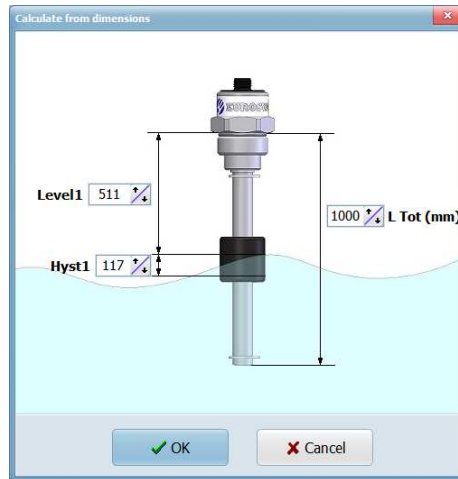 Calculate from dimensions
Level1 511
1000 L Tot (mm)
Hyst1 117
OK Cancel